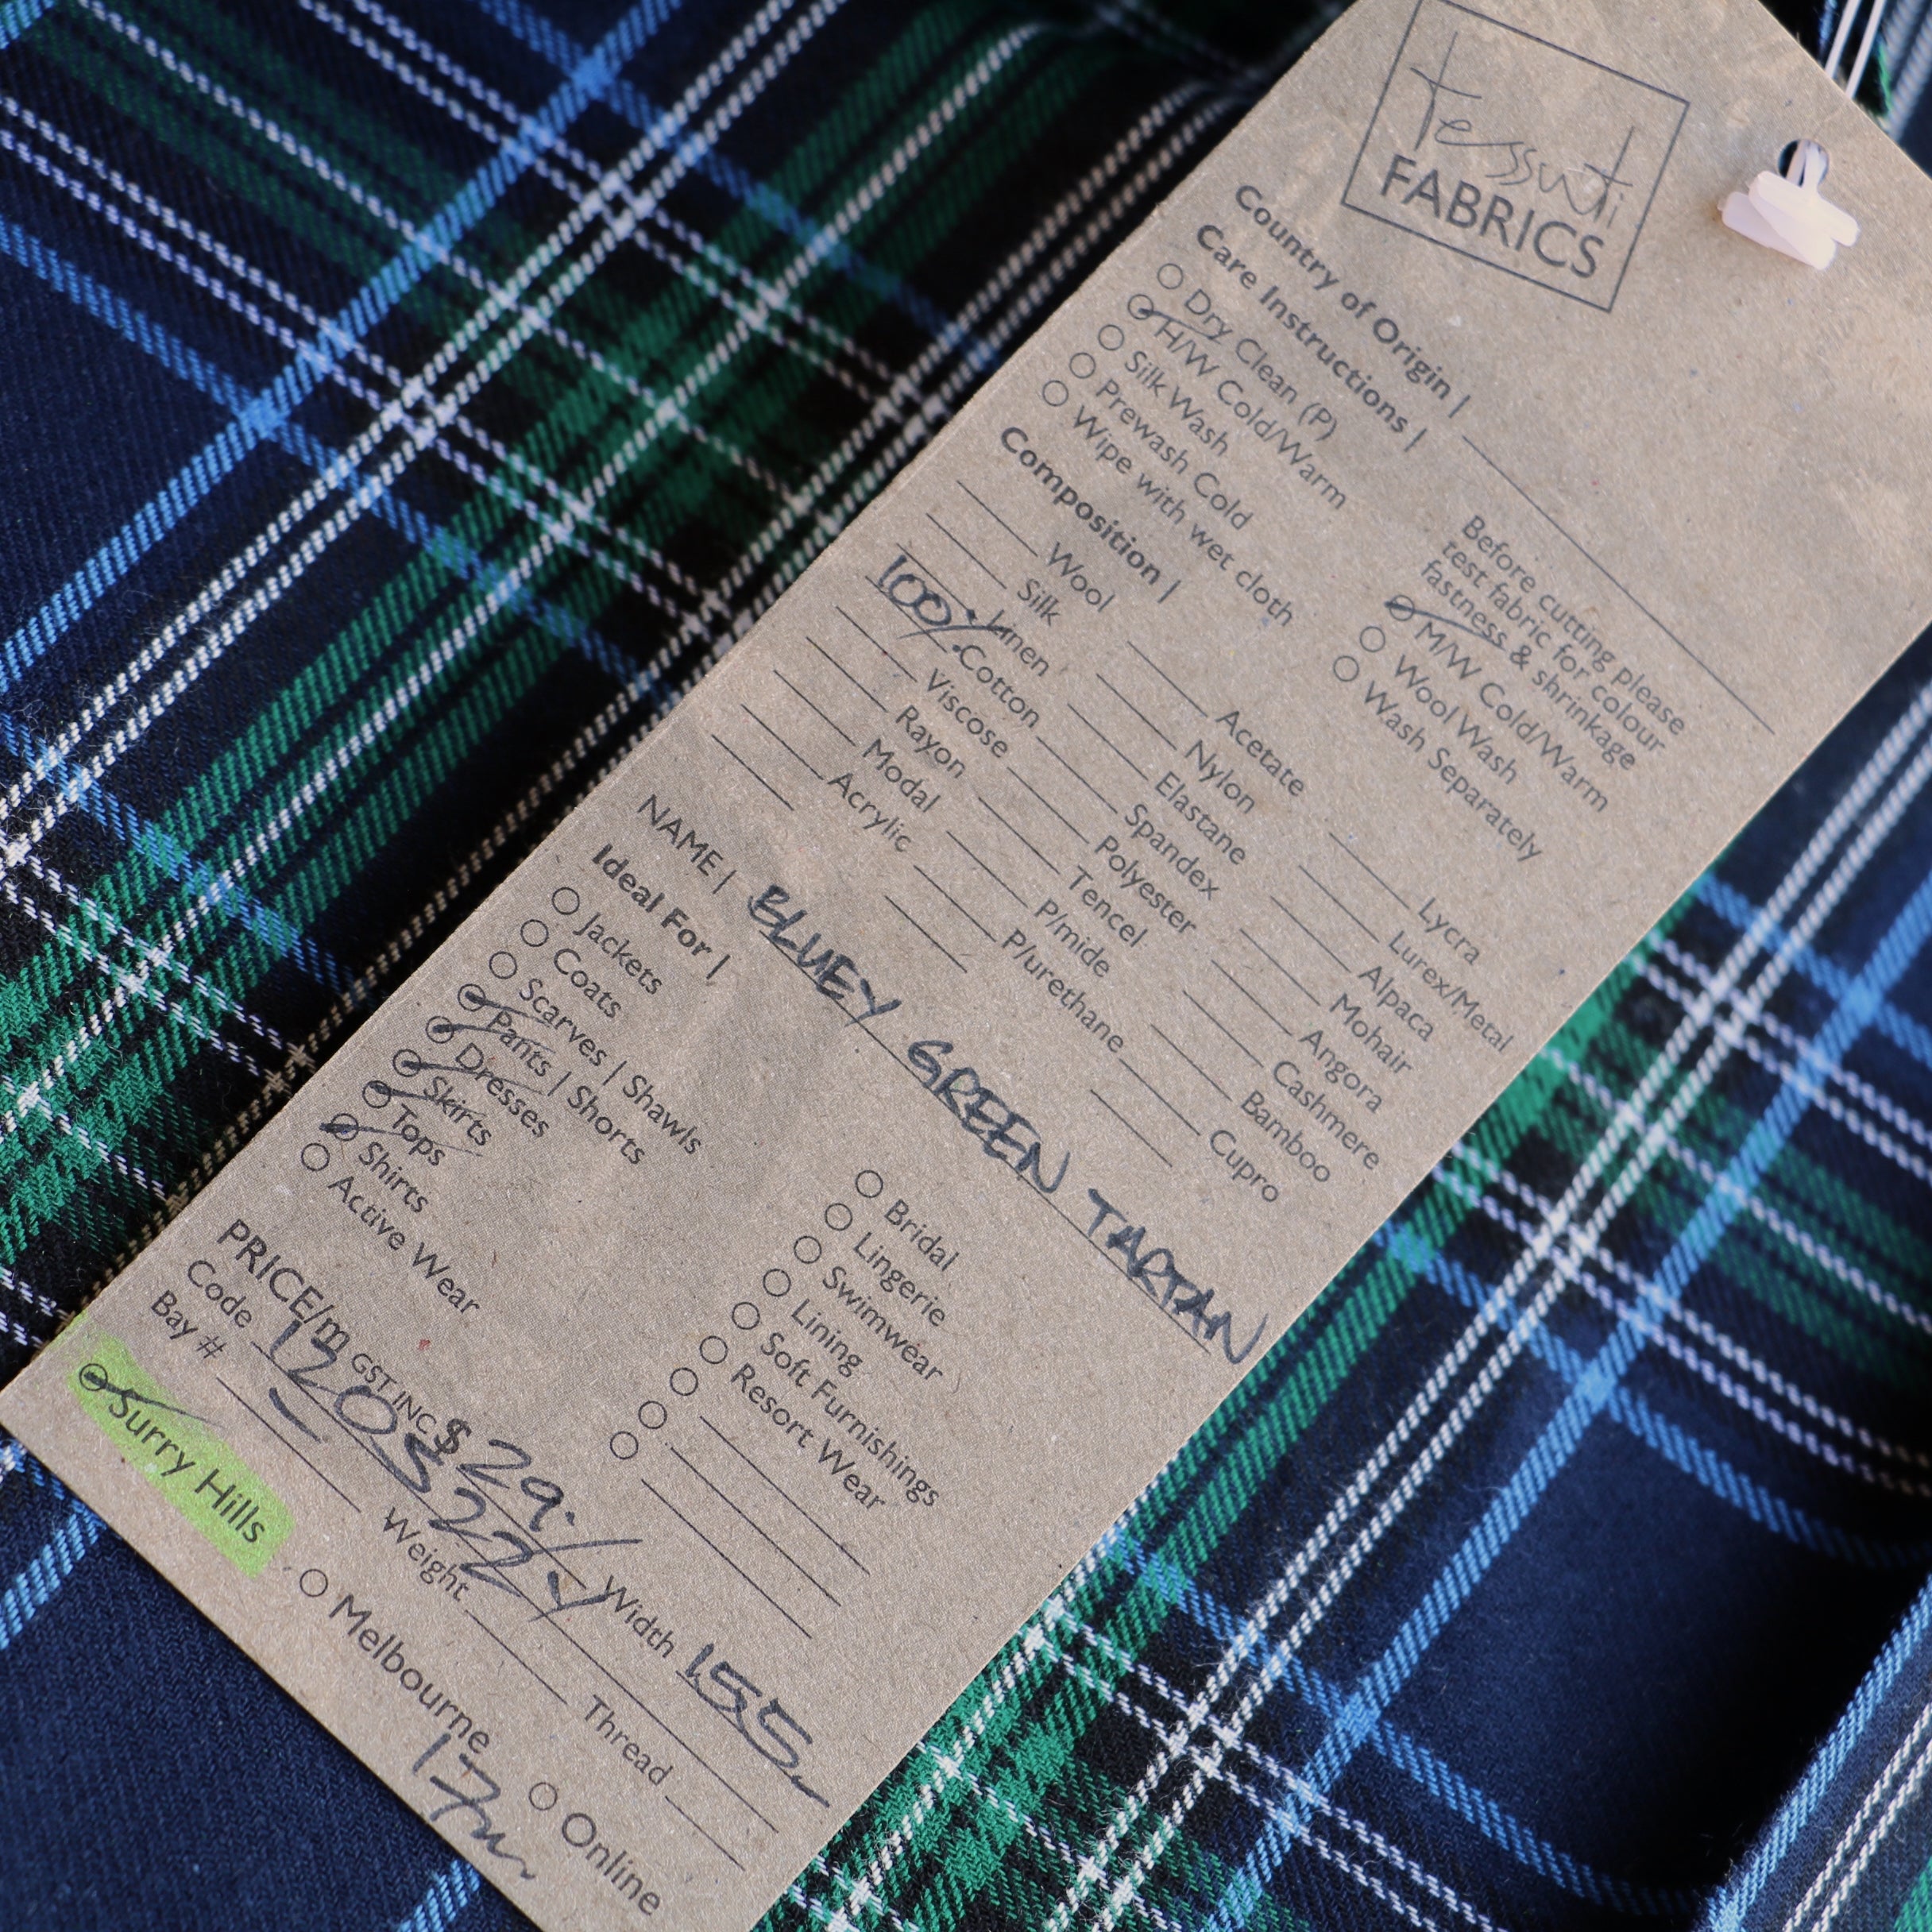 tessuti
FABRICS
Country of Origin |
Care Instructions |
Dry Clean (P)
H/W Cold/Warm
Silk Wash
Prewash Cold
Wipe with wet cloth
Before cutting please
test fabric for colour
fastness & shrinkage
M/W Cold/Warm
Wool Wash
Wash Separately
Composition |
Wool
Silk
Linen
100% Cotton
Viscose
Rayon
Modal
Acrylic
Acetate
Nylon
Elastane
Spandex
Polyester
Tencel
P/mide
P/urethane
Lycra
Lurex/Metal
Alpaca
Mohair
Angora
Cashmere
Bamboo
Cupro
NAME | BLUEY GREEN TARTAN
Ideal For |
Jackets
Coats
Scarves | Shawls
Pants | Shorts
Dresses
Skirts
Tops
Shirts
Active Wear
Bridal
Lingerie
Swimwear
Lining
Soft Furnishings
Resort Wear
PRICE/m GST INC $ 29.
Code 120522 Width 155
Bay # Weight Thread
Surry Hills Melbourne Online
17m